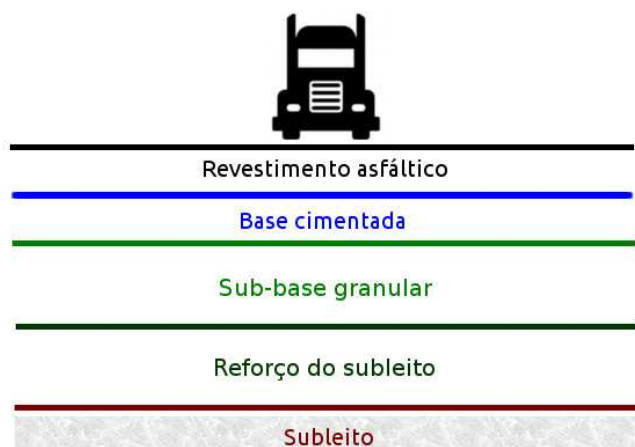 Revestimento asfáltico
Base cimentada
Sub-base granular
Reforço do subleito
Subleito